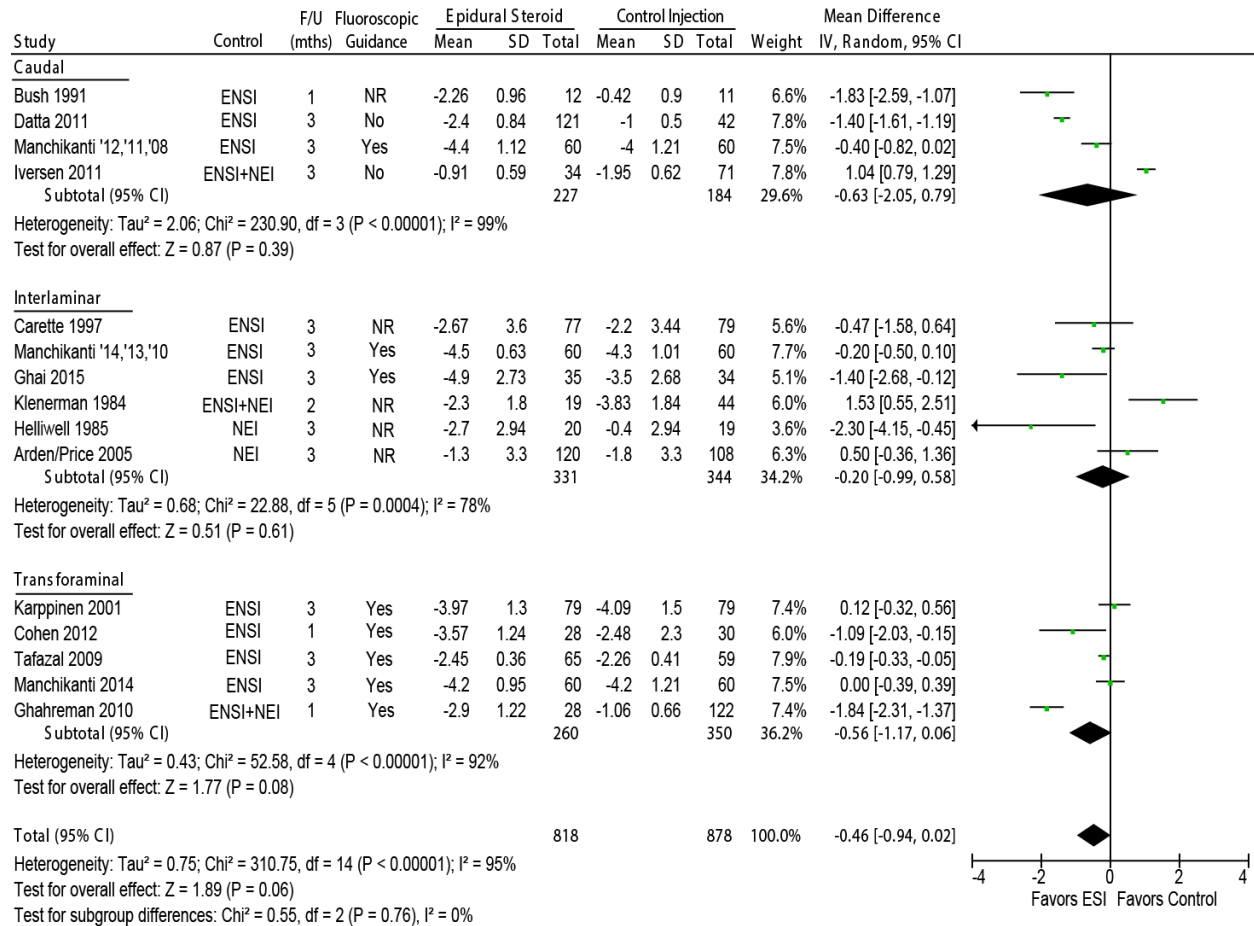 F/U Fluoroscopic Epidural Steroid Control Injection Mean Difference
Study Control (mths) Guidance Mean SD Total Mean SD Total Weight IV, Random, 95% CI
Caudal
Bush 1991 ENSI 1 NR -2.26 0.96 12 -0.42 0.9 11 6.6% -1.83 [-2.59, -1.07]
Datta 2011 ENSI 3 No -2.4 0.84 121 -1 0.5 42 7.8% -1.40 [-1.61, -1.19]
Manchikanti '12,'11,'08 ENSI 3 Yes -4.4 1.12 60 -4 1.21 60 7.5% -0.40 [-0.82, 0.02]
Iversen 2011 ENSI+NEI 3 No -0.91 0.59 34 -1.95 0.62 71 7.8% 1.04 [0.79, 1.29]
Subtotal (95% CI) 227 184 29.6% -0.63 [-2.05, 0.79]
Heterogeneity: Tau² = 2.06; Chi² = 230.90, df = 3 (P < 0.00001); I² = 99%
Test for overall effect: Z = 0.87 (P = 0.39)
Interlaminar
Carette 1997 ENSI 3 NR -2.67 3.6 77 -2.2 3.44 79 5.6% -0.47 [-1.58, 0.64]
Manchikanti '14,'13,'10 ENSI 3 Yes -4.5 0.63 60 -4.3 1.01 60 7.7% -0.20 [-0.50, 0.10]
Ghai 2015 ENSI 3 Yes -4.9 2.73 35 -3.5 2.68 34 5.1% -1.40 [-2.68, -0.12]
Klenerman 1984 ENSI+NEI 2 NR -2.3 1.8 19 -3.83 1.84 44 6.0% 1.53 [0.55, 2.51]
Helliwell 1985 NEI 3 NR -2.7 2.94 20 -0.4 2.94 19 3.6% -2.30 [-4.15, -0.45]
Arden/Price 2005 NEI 3 NR -1.3 3.3 120 -1.8 3.3 108 6.3% 0.50 [-0.36, 1.36]
Subtotal (95% CI) 331 344 34.2% -0.20 [-0.99, 0.58]
Heterogeneity: Tau² = 0.68; Chi² = 22.88, df = 5 (P = 0.0004); I² = 78%
Test for overall effect: Z = 0.51 (P = 0.61)
Transforaminal
Karppinen 2001 ENSI 3 Yes -3.97 1.3 79 -4.09 1.5 79 7.4% 0.12 [-0.32, 0.56]
Cohen 2012 ENSI 1 Yes -3.57 1.24 28 -2.48 2.3 30 6.0% -1.09 [-2.03, -0.15]
Tafazal 2009 ENSI 3 Yes -2.45 0.36 65 -2.26 0.41 59 7.9% -0.19 [-0.33, -0.05]
Manchikanti 2014 ENSI 3 Yes -4.2 0.95 60 -4.2 1.21 60 7.5% 0.00 [-0.39, 0.39]
Ghahreman 2010 ENSI+NEI 1 Yes -2.9 1.22 28 -1.06 0.66 122 7.4% -1.84 [-2.31, -1.37]
Subtotal (95% CI) 260 350 36.2% -0.56 [-1.17, 0.06]
Heterogeneity: Tau² = 0.43; Chi² = 52.58, df = 4 (P < 0.00001); I² = 92%
Test for overall effect: Z = 1.77 (P = 0.08)
Total (95% CI) 818 878 100.0% -0.46 [-0.94, 0.02]
Heterogeneity: Tau² = 0.75; Chi² = 310.75, df = 14 (P < 0.00001); I² = 95%
Test for overall effect: Z = 1.89 (P = 0.06)
Test for subgroup differences: Chi² = 0.55, df = 2 (P = 0.76), I² = 0%
-4 -2 0 2 4
Favors ESI Favors Control